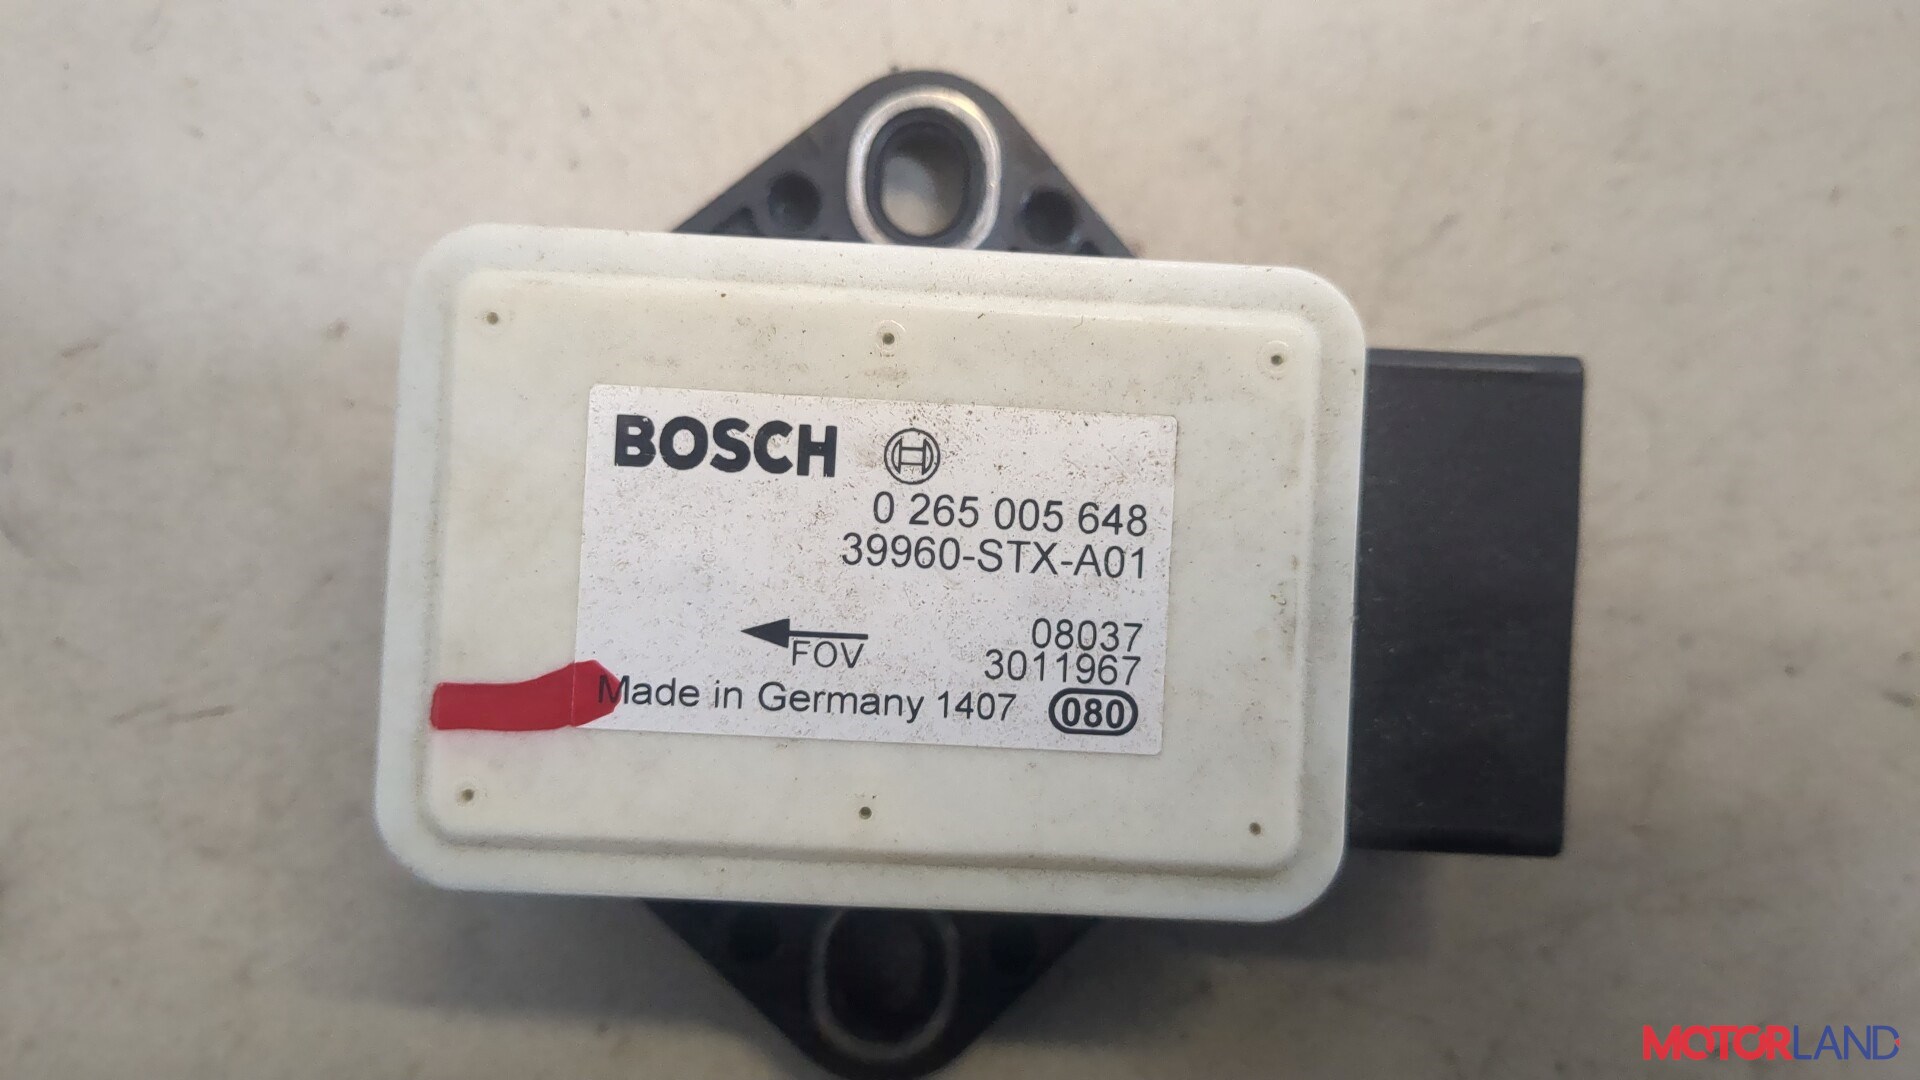 BOSCH
0 265 005 648
39960-STX-A01
FOV
08037
3011967
Made in Germany 1407 080
MOTORLAND